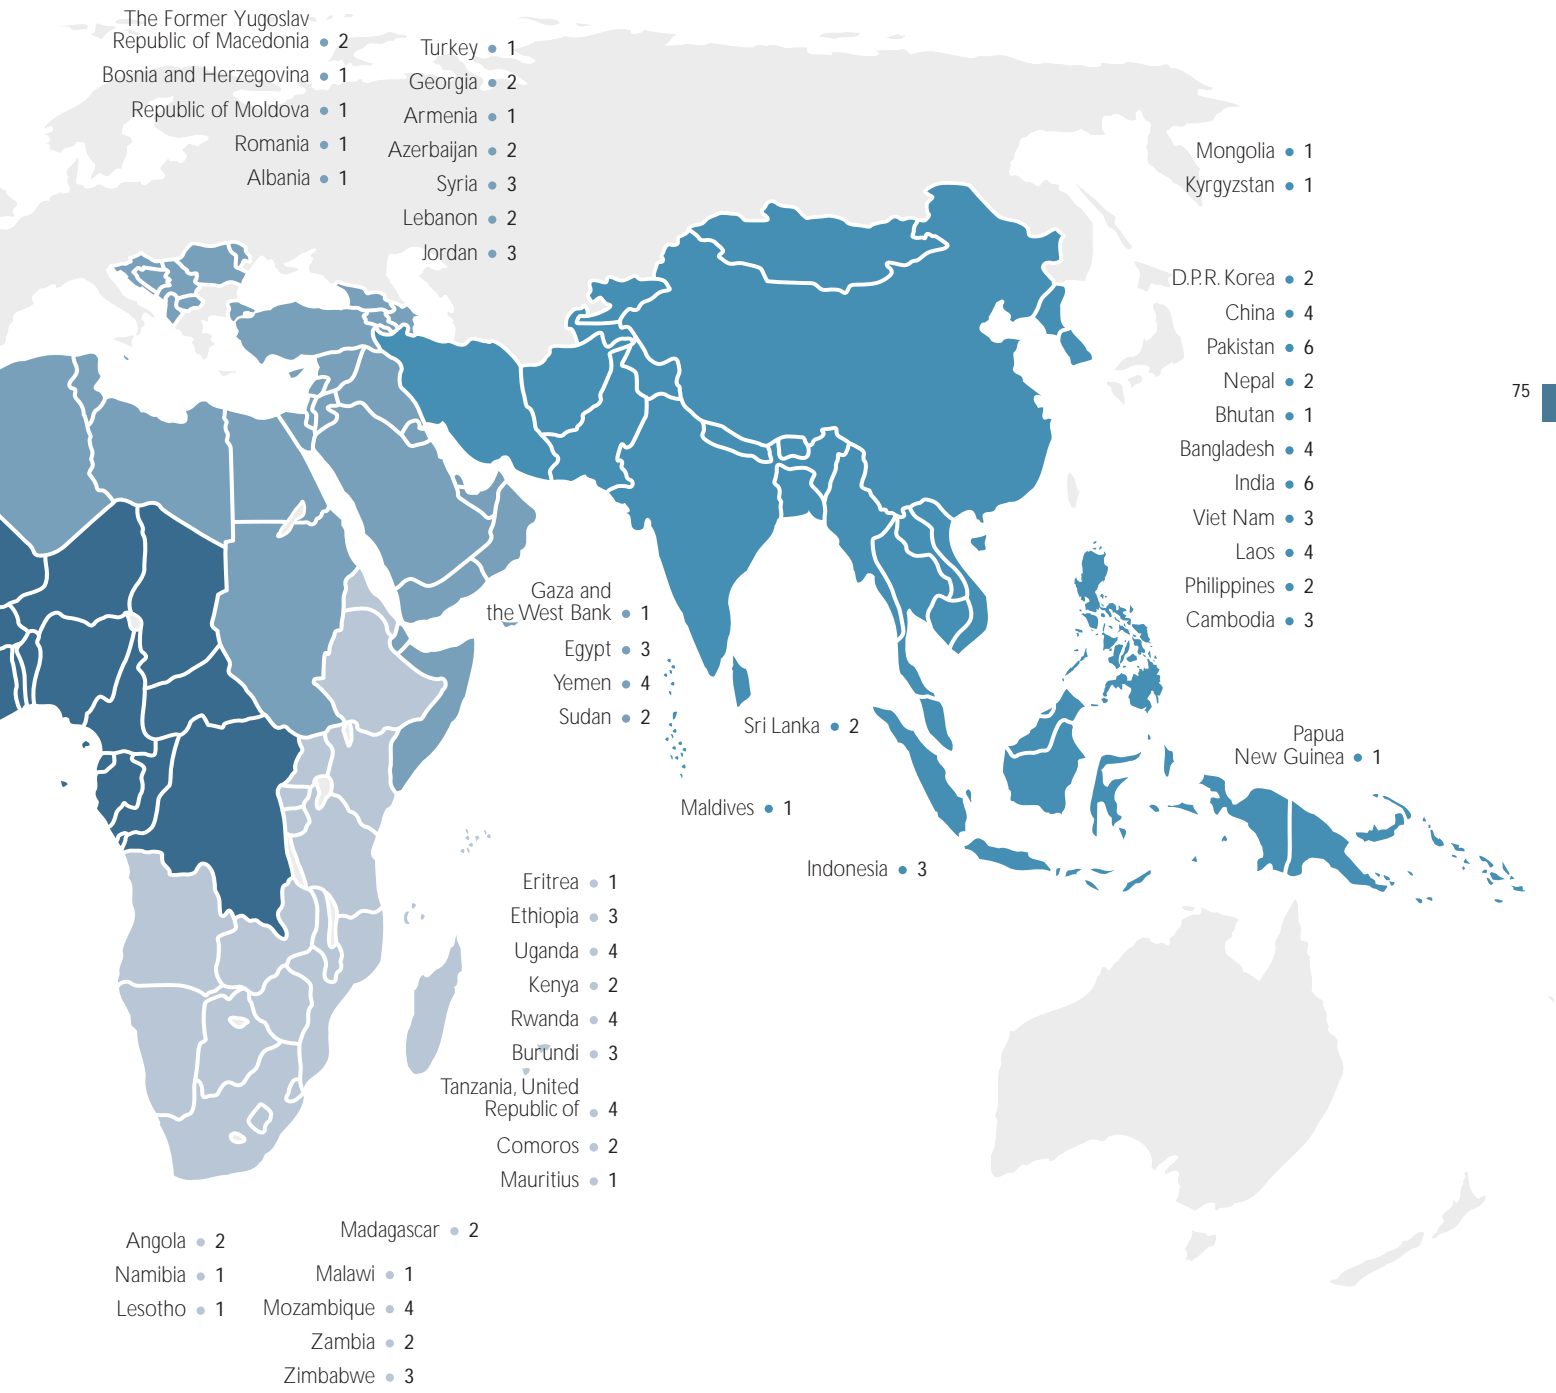 The Former Yugoslav
Republic of Macedonia • 2
Bosnia and Herzegovina • 1
Republic of Moldova • 1
Romania • 1
Albania • 1
Turkey • 1
Georgia • 2
Armenia • 1
Azerbaijan • 2
Syria • 3
Lebanon • 2
Jordan • 3
Mongolia • 1
Kyrgyzstan • 1
D.P.R. Korea • 2
China • 4
Pakistan • 6
Nepal • 2
Bhutan • 1
Bangladesh • 4
India • 6
Viet Nam • 3
Laos • 4
Philippines • 2
Cambodia • 3
75
Gaza and
the West Bank • 1
Egypt • 3
Yemen • 4
Sudan • 2
Sri Lanka • 2
Maldives • 1
Indonesia • 3
Papua
New Guinea • 1
Eritrea • 1
Ethiopia • 3
Uganda • 4
Kenya • 2
Rwanda • 4
Burundi • 3
Tanzania, United
Republic of • 4
Comoros • 2
Mauritius • 1
Madagascar • 2
Angola • 2
Namibia • 1
Lesotho • 1
Malawi • 1
Mozambique • 4
Zambia • 2
Zimbabwe • 3